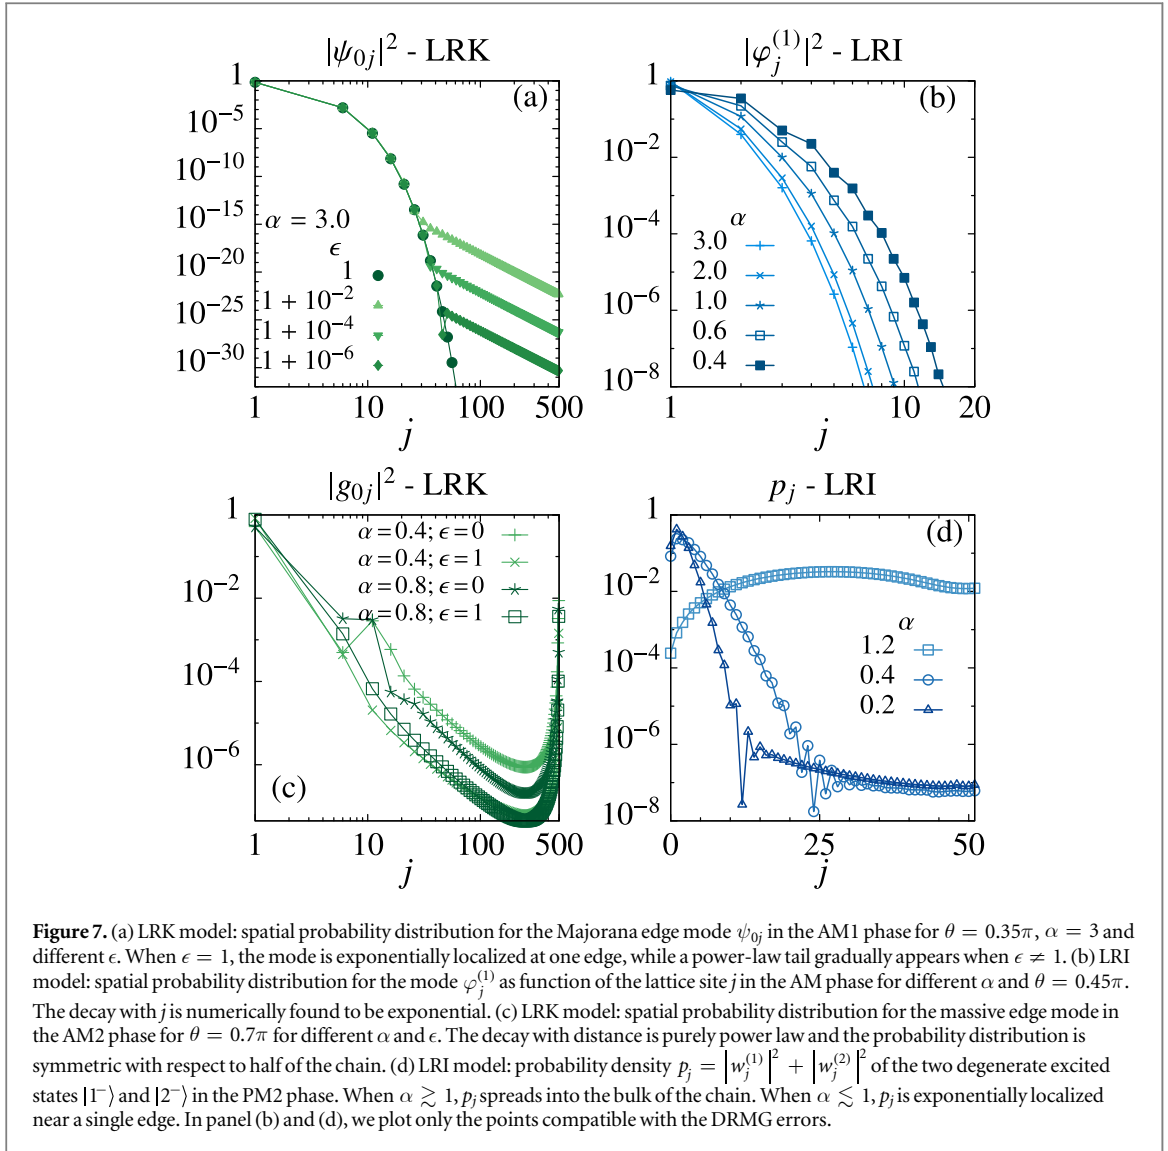 |ψ₀ⱼ|² - LRK
1
10⁻⁵
10⁻¹⁰
10⁻¹⁵
10⁻²⁰
10⁻²⁵
10⁻³⁰
(a)
α = 3.0
ϵ
1
1 + 10⁻²
1 + 10⁻⁴
1 + 10⁻⁶
1 10 100 500
j
|φⱼ⁽¹⁾|² - LRI
1
10⁻²
10⁻⁴
10⁻⁶
10⁻⁸
(b)
α
3.0
2.0
1.0
0.6
0.4
1 10 20
j
|g₀ⱼ|² - LRK
1
10⁻²
10⁻⁴
10⁻⁶
α=0.4; ϵ=0
α=0.4; ϵ=1
α=0.8; ϵ=0
α=0.8; ϵ=1
(c)
1 10 100 500
j
pⱼ - LRI
1
10⁻²
10⁻⁴
10⁻⁶
10⁻⁸
(d)
α
1.2
0.4
0.2
0 25 50
j
Figure 7. (a) LRK model: spatial probability distribution for the Majorana edge mode ψ₀ⱼ in the AM1 phase for θ = 0.35π, α = 3 and
different ϵ. When ϵ = 1, the mode is exponentially localized at one edge, while a power-law tail gradually appears when ϵ ≠ 1. (b) LRI
model: spatial probability distribution for the mode φⱼ⁽¹⁾ as function of the lattice site j in the AM phase for different α and θ = 0.45π.
The decay with j is numerically found to be exponential. (c) LRK model: spatial probability distribution for the massive edge mode in
the AM2 phase for θ = 0.7π for different α and ϵ. The decay with distance is purely power law and the probability distribution is
symmetric with respect to half of the chain. (d) LRI model: probability density pⱼ = |wⱼ⁽¹⁾|² + |wⱼ⁽²⁾|² of the two degenerate excited
states |1⁻⟩ and |2⁻⟩ in the PM2 phase. When α ≳ 1, pⱼ spreads into the bulk of the chain. When α ≲ 1, pⱼ is exponentially localized
near a single edge. In panel (b) and (d), we plot only the points compatible with the DRMG errors.